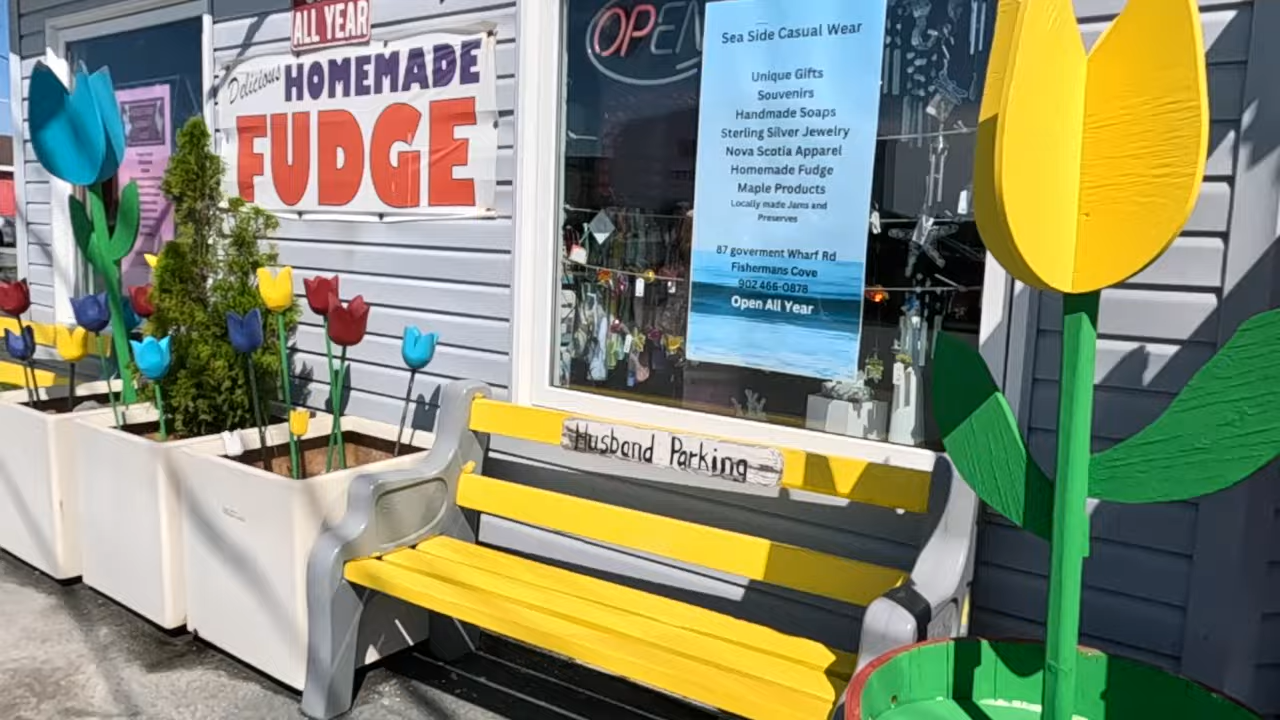 ALL YEAR
Delicious HOMEMADE
FUDGE
OPEN
Sea Side Casual Wear
Unique Gifts
Souvenirs
Handmade Soaps
Sterling Silver Jewelry
Nova Scotia Apparel
Homemade Fudge
Maple Products
Locally made Jams and
Preserves
87 goverment Wharf Rd
Fishermans Cove
902 466-0878
Open All Year
Husband Parking